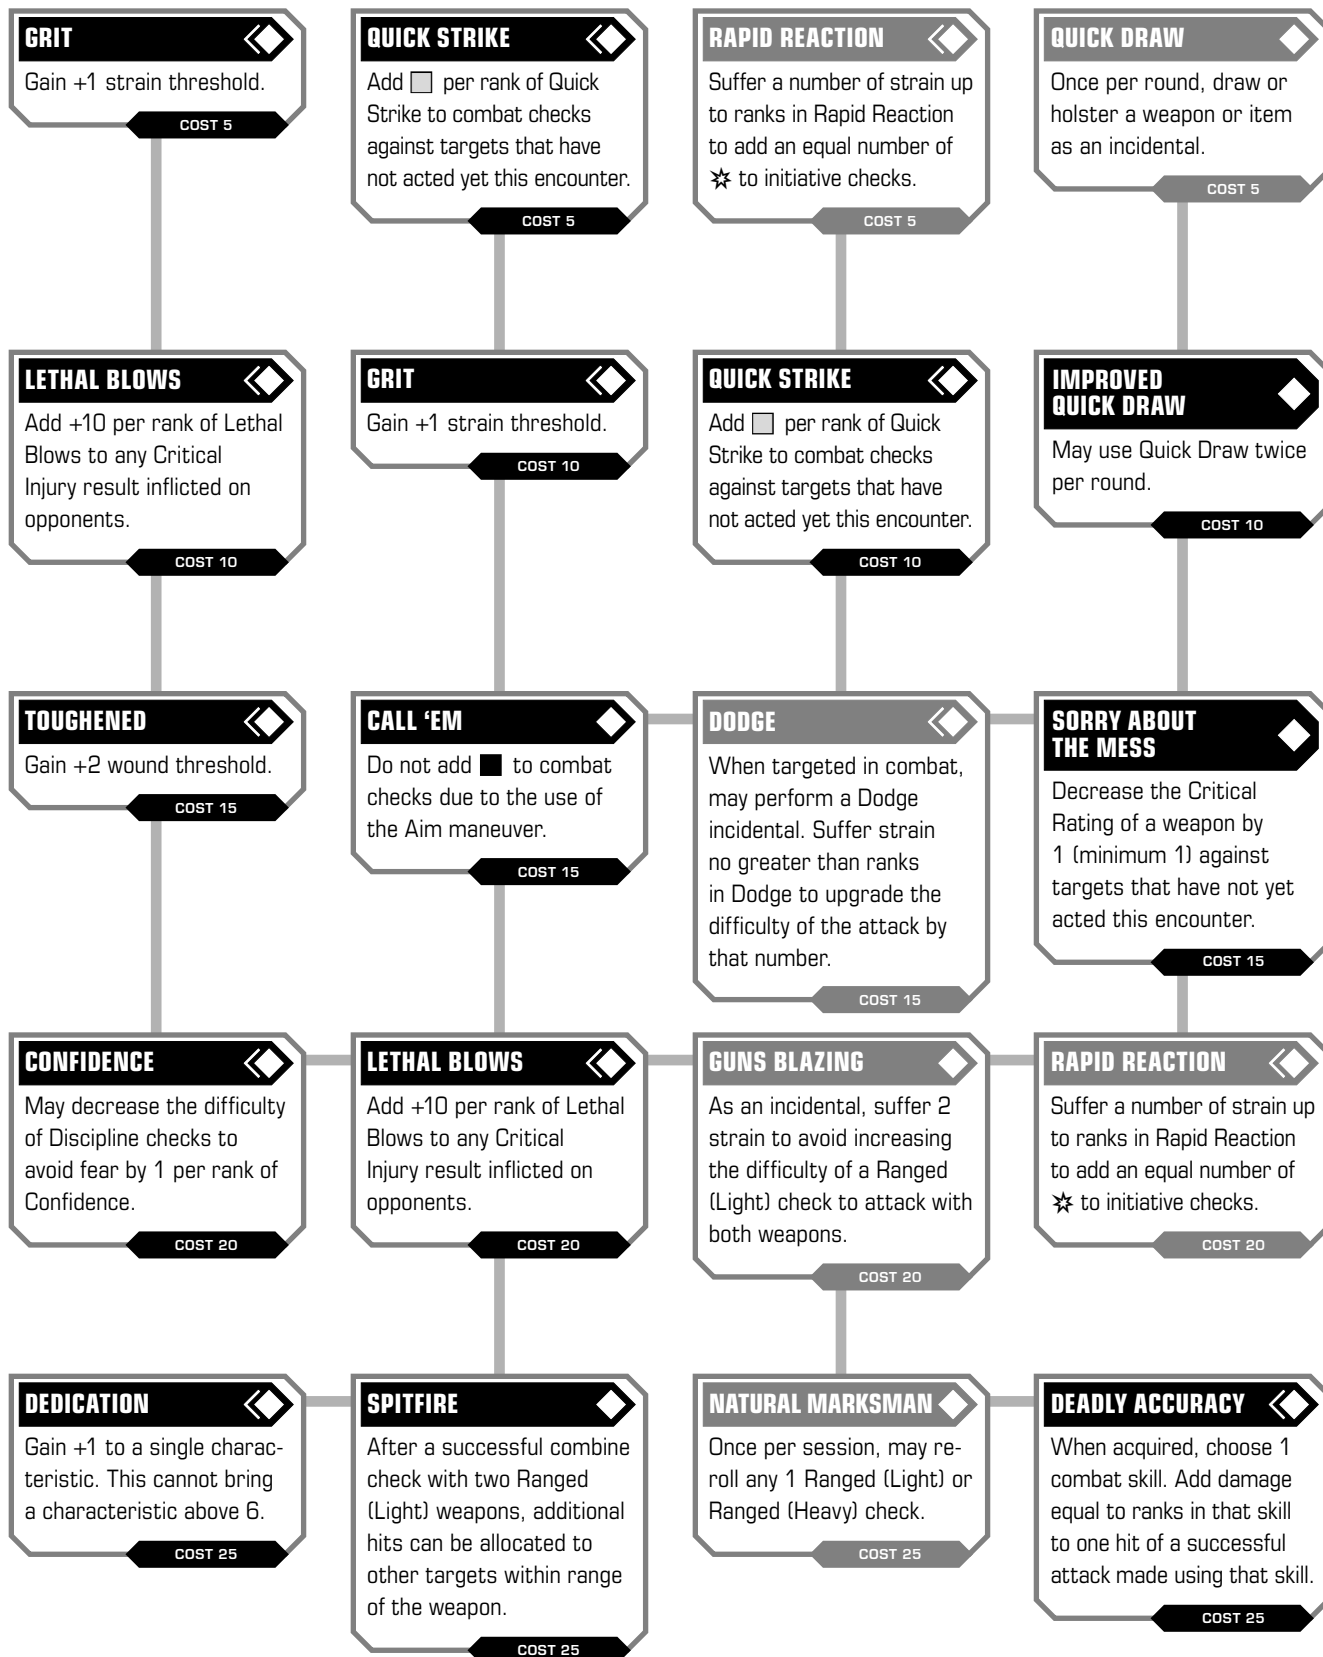 GRIT
Gain +1 strain threshold.
COST 5
QUICK STRIKE
Add per rank of Quick
Strike to combat checks
against targets that have
not acted yet this encounter.
COST 5
RAPID REACTION
Suffer a number of strain up
to ranks in Rapid Reaction
to add an equal number of
to initiative checks.
COST 5
QUICK DRAW
Once per round, draw or
holster a weapon or item
as an incidental.
COST 5
LETHAL BLOWS
Add +10 per rank of Lethal
Blows to any Critical
Injury result inflicted on
opponents.
COST 10
GRIT
Gain +1 strain threshold.
COST 10
QUICK STRIKE
Add per rank of Quick
Strike to combat checks
against targets that have
not acted yet this encounter.
COST 10
IMPROVED
QUICK DRAW
May use Quick Draw twice
per round.
COST 10
TOUGHENED
Gain +2 wound threshold.
COST 15
CALL ‘EM
Do not add to combat
checks due to the use of
the Aim maneuver.
COST 15
DODGE
When targeted in combat,
may perform a Dodge
incidental. Suffer strain
no greater than ranks
in Dodge to upgrade the
difficulty of the attack by
that number.
COST 15
SORRY ABOUT
THE MESS
Decrease the Critical
Rating of a weapon by
1 (minimum 1) against
targets that have not yet
acted this encounter.
COST 15
CONFIDENCE
May decrease the difficulty
of Discipline checks to
avoid fear by 1 per rank of
Confidence.
COST 20
LETHAL BLOWS
Add +10 per rank of Lethal
Blows to any Critical
Injury result inflicted on
opponents.
COST 20
GUNS BLAZING
As an incidental, suffer 2
strain to avoid increasing
the difficulty of a Ranged
(Light) check to attack with
both weapons.
COST 20
RAPID REACTION
Suffer a number of strain up
to ranks in Rapid Reaction
to add an equal number of
to initiative checks.
COST 20
DEDICATION
Gain +1 to a single charac-
teristic. This cannot bring
a characteristic above 6.
COST 25
SPITFIRE
After a successful combine
check with two Ranged
(Light) weapons, additional
hits can be allocated to
other targets within range
of the weapon.
COST 25
NATURAL MARKSMAN
Once per session, may re-
roll any 1 Ranged (Light) or
Ranged (Heavy) check.
COST 25
DEADLY ACCURACY
When acquired, choose 1
combat skill. Add damage
equal to ranks in that skill
to one hit of a successful
attack made using that skill.
COST 25